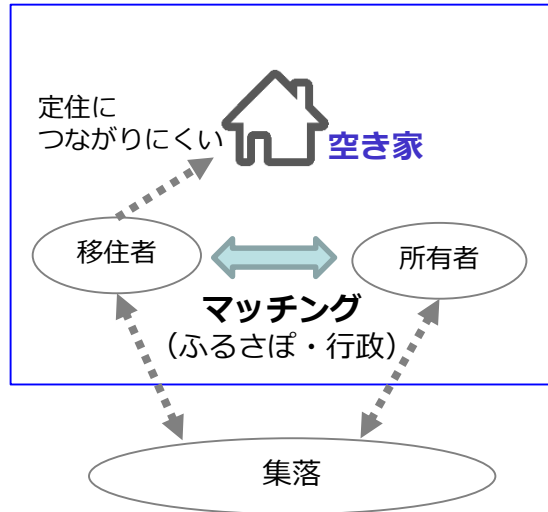 定住に
つながりにくい
空き家
移住者
所有者
マッチング
（ふるさぽ・行政）
集落